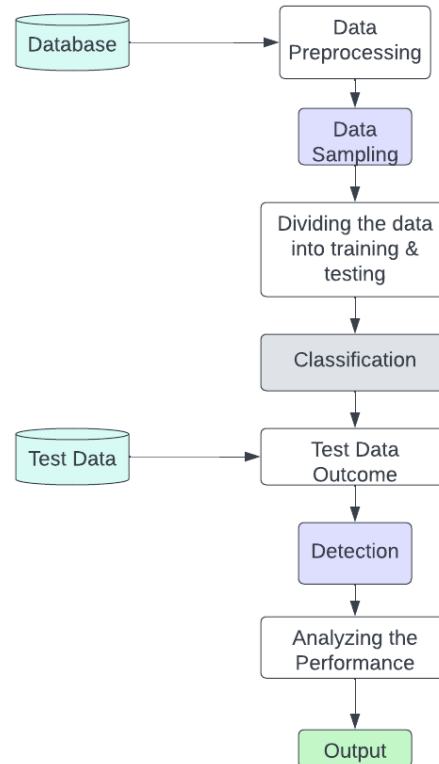 Database
Data
Preprocessing
Data
Sampling
Dividing the data
into training &
testing
Classification
Test Data
Test Data
Outcome
Detection
Analyzing the
Performance
Output